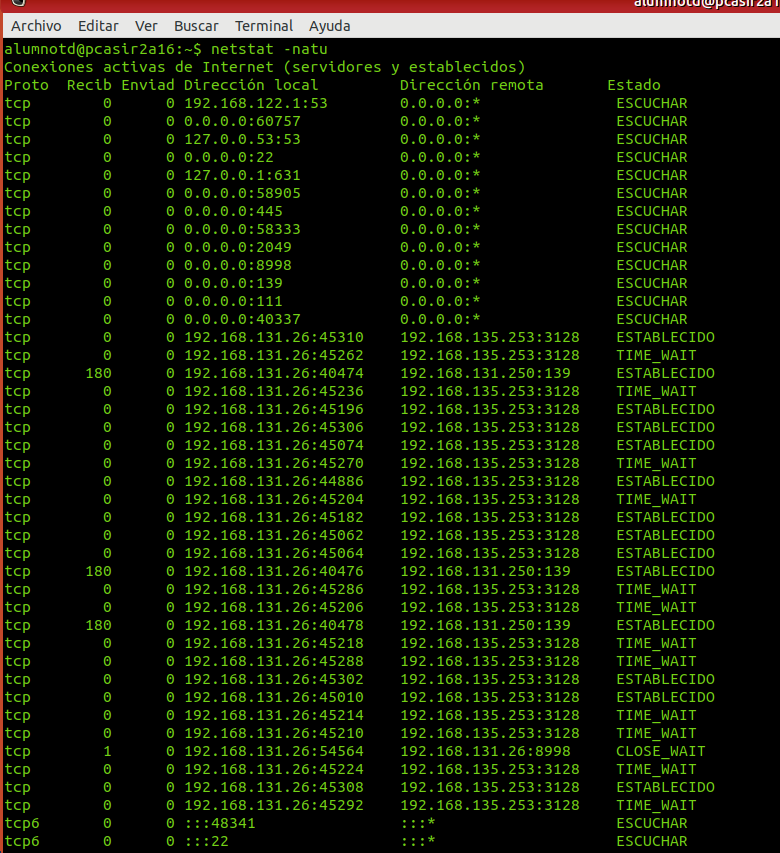 alumnotd@pcasir2a1
Archivo Editar Ver Buscar Terminal Ayuda
alumnotd@pcasir2a16:~$ netstat -natu
Conexiones activas de Internet (servidores y establecidos)
Proto Recib Enviad Dirección local Dirección remota Estado
tcp 0 0 192.168.122.1:53 0.0.0.0:* ESCUCHAR
tcp 0 0 0.0.0.0:60757 0.0.0.0:* ESCUCHAR
tcp 0 0 127.0.0.53:53 0.0.0.0:* ESCUCHAR
tcp 0 0 0.0.0.0:22 0.0.0.0:* ESCUCHAR
tcp 0 0 127.0.0.1:631 0.0.0.0:* ESCUCHAR
tcp 0 0 0.0.0.0:58905 0.0.0.0:* ESCUCHAR
tcp 0 0 0.0.0.0:445 0.0.0.0:* ESCUCHAR
tcp 0 0 0.0.0.0:58333 0.0.0.0:* ESCUCHAR
tcp 0 0 0.0.0.0:2049 0.0.0.0:* ESCUCHAR
tcp 0 0 0.0.0.0:8998 0.0.0.0:* ESCUCHAR
tcp 0 0 0.0.0.0:139 0.0.0.0:* ESCUCHAR
tcp 0 0 0.0.0.0:111 0.0.0.0:* ESCUCHAR
tcp 0 0 0.0.0.0:40337 0.0.0.0:* ESCUCHAR
tcp 0 0 192.168.131.26:45310 192.168.135.253:3128 ESTABLECIDO
tcp 0 0 192.168.131.26:45262 192.168.135.253:3128 TIME_WAIT
tcp 180 0 192.168.131.26:40474 192.168.131.250:139 ESTABLECIDO
tcp 0 0 192.168.131.26:45236 192.168.135.253:3128 TIME_WAIT
tcp 0 0 192.168.131.26:45196 192.168.135.253:3128 ESTABLECIDO
tcp 0 0 192.168.131.26:45306 192.168.135.253:3128 ESTABLECIDO
tcp 0 0 192.168.131.26:45074 192.168.135.253:3128 ESTABLECIDO
tcp 0 0 192.168.131.26:45270 192.168.135.253:3128 TIME_WAIT
tcp 0 0 192.168.131.26:44886 192.168.135.253:3128 ESTABLECIDO
tcp 0 0 192.168.131.26:45204 192.168.135.253:3128 TIME_WAIT
tcp 0 0 192.168.131.26:45182 192.168.135.253:3128 ESTABLECIDO
tcp 0 0 192.168.131.26:45062 192.168.135.253:3128 ESTABLECIDO
tcp 0 0 192.168.131.26:45064 192.168.135.253:3128 ESTABLECIDO
tcp 180 0 192.168.131.26:40476 192.168.131.250:139 ESTABLECIDO
tcp 0 0 192.168.131.26:45286 192.168.135.253:3128 TIME_WAIT
tcp 0 0 192.168.131.26:45206 192.168.135.253:3128 TIME_WAIT
tcp 180 0 192.168.131.26:40478 192.168.131.250:139 ESTABLECIDO
tcp 0 0 192.168.131.26:45218 192.168.135.253:3128 TIME_WAIT
tcp 0 0 192.168.131.26:45288 192.168.135.253:3128 TIME_WAIT
tcp 0 0 192.168.131.26:45302 192.168.135.253:3128 ESTABLECIDO
tcp 0 0 192.168.131.26:45010 192.168.135.253:3128 ESTABLECIDO
tcp 0 0 192.168.131.26:45214 192.168.135.253:3128 TIME_WAIT
tcp 0 0 192.168.131.26:45210 192.168.135.253:3128 TIME_WAIT
tcp 1 0 192.168.131.26:54564 192.168.131.26:8998 CLOSE_WAIT
tcp 0 0 192.168.131.26:45224 192.168.135.253:3128 TIME_WAIT
tcp 0 0 192.168.131.26:45308 192.168.135.253:3128 ESTABLECIDO
tcp 0 0 192.168.131.26:45292 192.168.135.253:3128 TIME_WAIT
tcp6 0 0 :::48341 :::* ESCUCHAR
tcp6 0 0 :::22 :::* ESCUCHAR